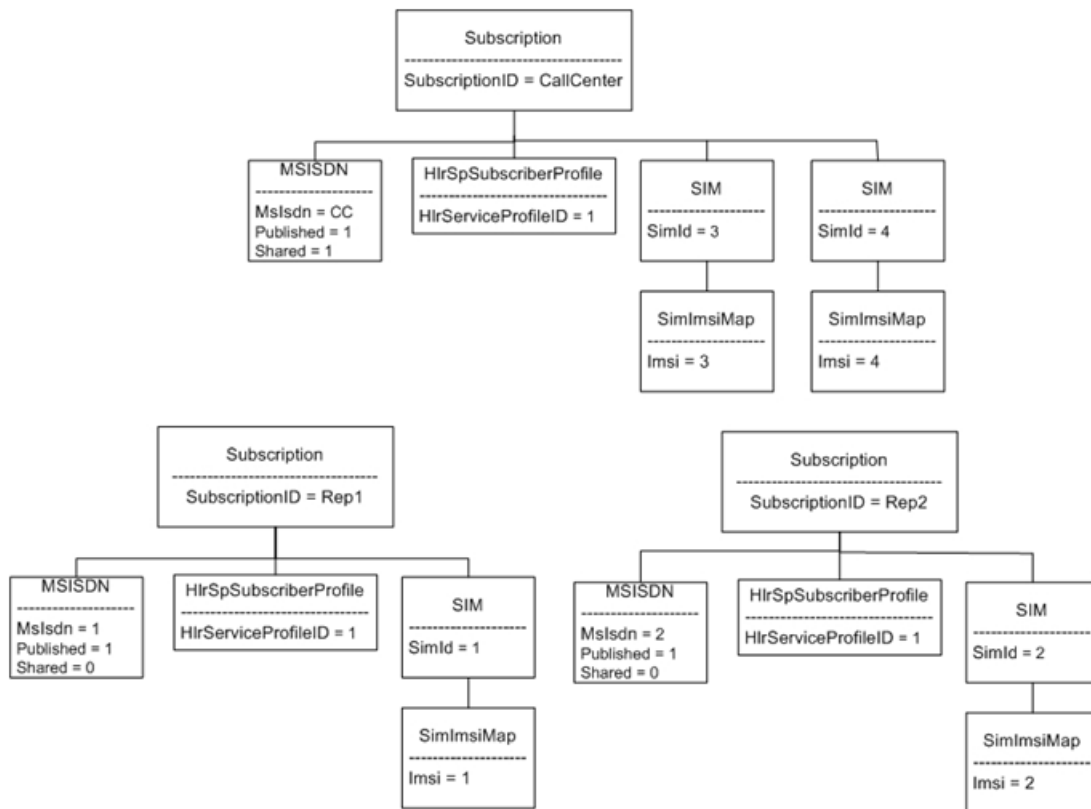 Subscription
--------------------------------
SubscriptionID = CallCenter
MSISDN
--------------------
MsIsdn = CC
Published = 1
Shared = 1
HlrSpSubscriberProfile
--------------------------------
HlrServiceProfileID = 1
SIM
--------------------
SimId = 3
SIM
--------------------
SimId = 4
SimImsiMap
--------------------
Imsi = 3
SimImsiMap
--------------------
Imsi = 4
Subscription
--------------------------------
SubscriptionID = Rep1
MSISDN
--------------------
MsIsdn = 1
Published = 1
Shared = 0
HlrSpSubscriberProfile
--------------------------------
HlrServiceProfileID = 1
SIM
--------------------
SimId = 1
SimImsiMap
--------------------
Imsi = 1
Subscription
--------------------------------
SubscriptionID = Rep2
MSISDN
--------------------
MsIsdn = 2
Published = 1
Shared = 0
HlrSpSubscriberProfile
--------------------------------
HlrServiceProfileID = 1
SIM
--------------------
SimId = 2
SimImsiMap
--------------------
Imsi = 2